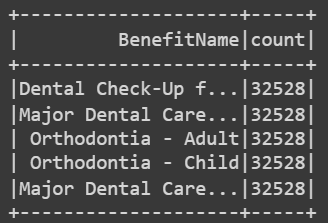 +--------------------+-----+
|         BenefitName|count|
+--------------------+-----+
|Dental Check-Up f...|32528|
|Major Dental Care...|32528|
| Orthodontia - Adult|32528|
| Orthodontia - Child|32528|
|Major Dental Care...|32528|
+--------------------+-----+